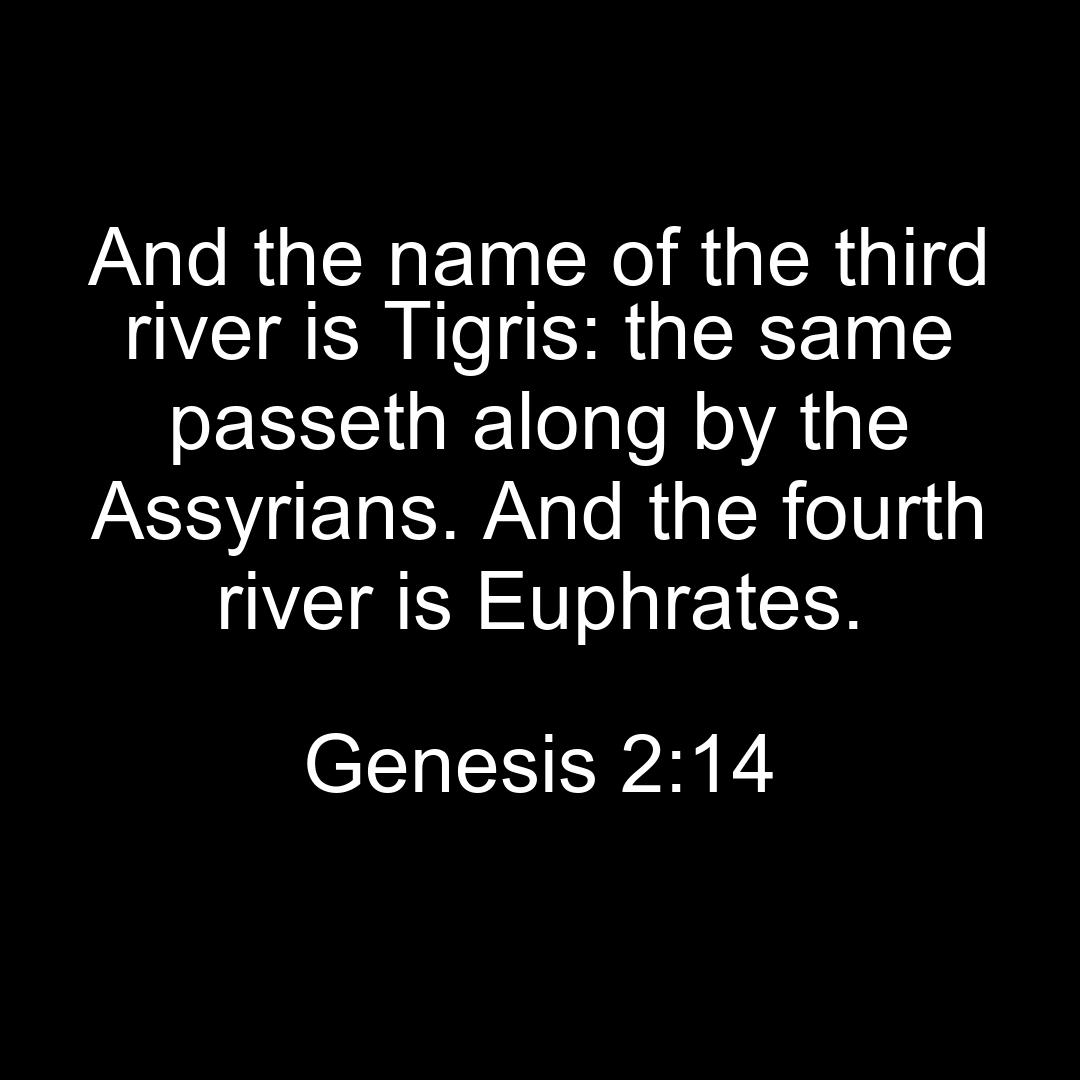 And the name of the third
river is Tigris: the same
passeth along by the
Assyrians. And the fourth
river is Euphrates.
Genesis 2:14